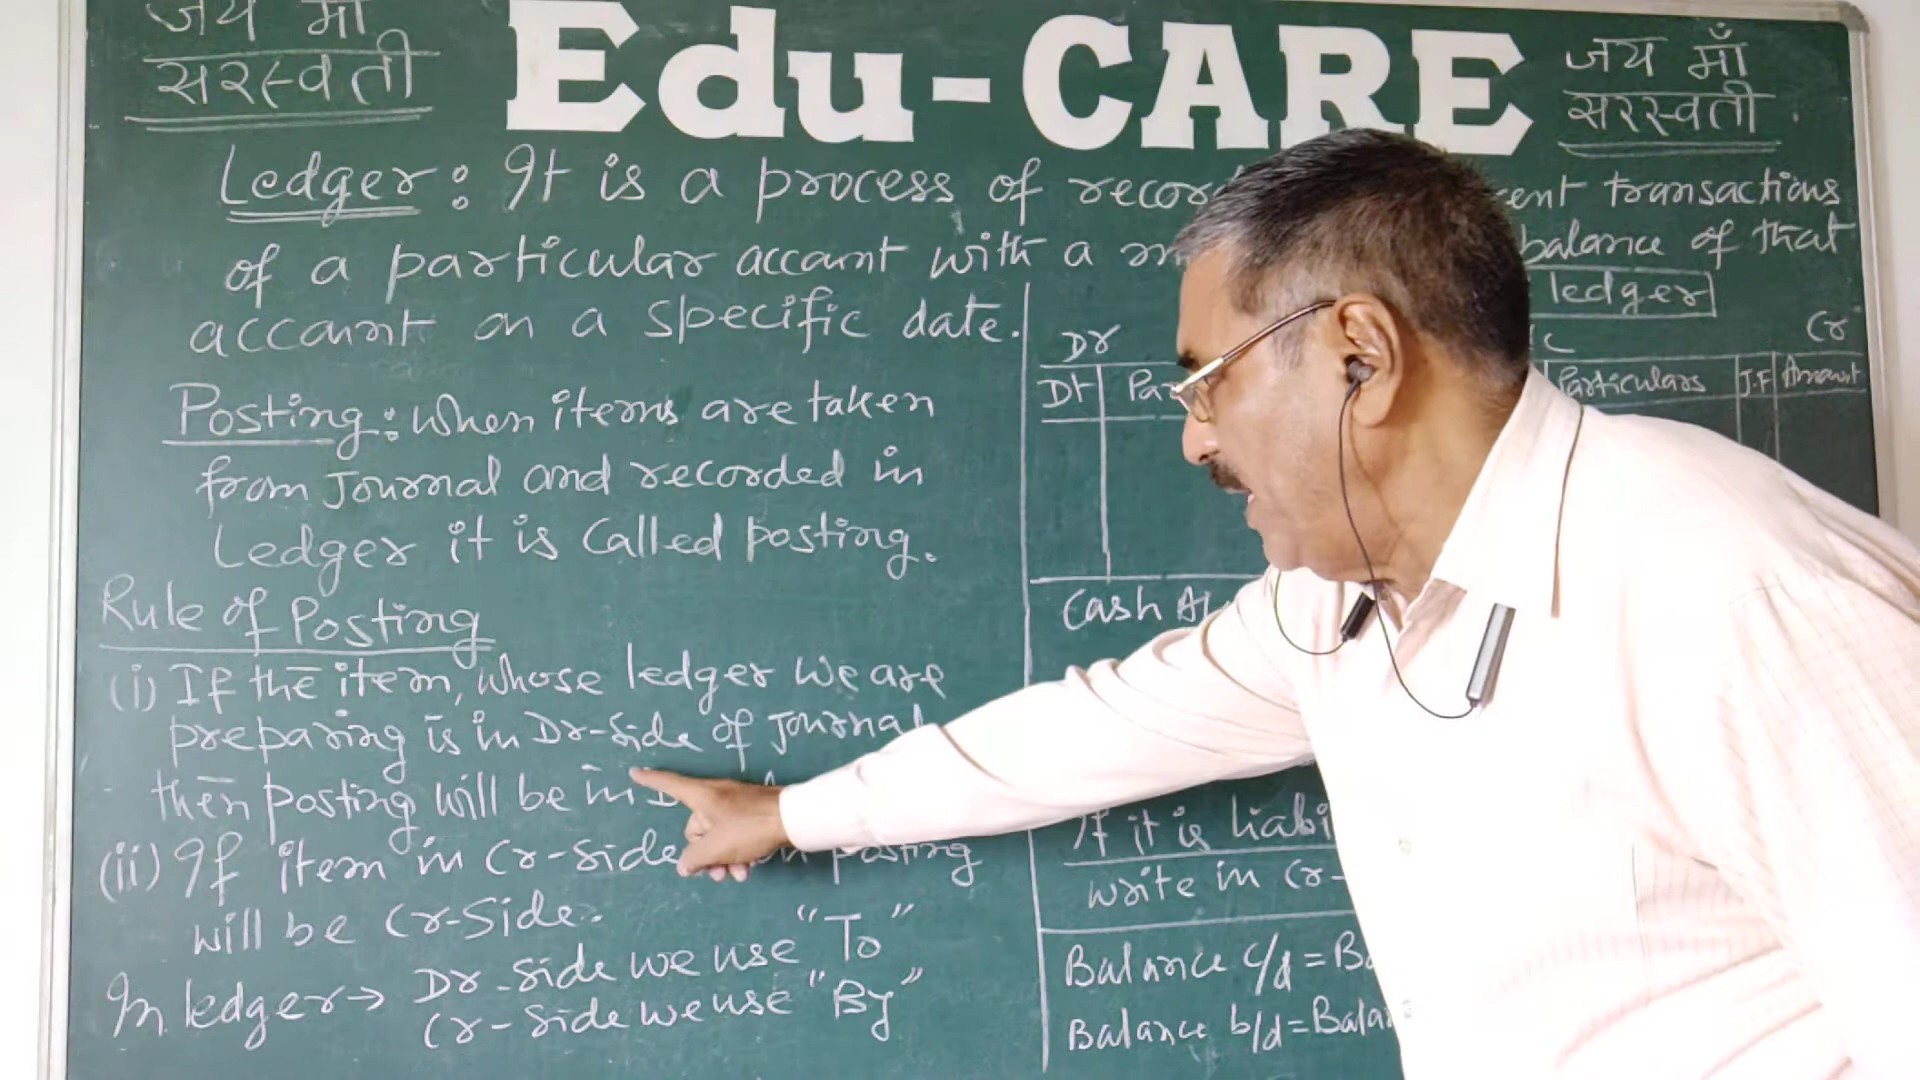 जय माँ
सरस्वती
Edu-CARE
जय माँ
सरस्वती
Ledger: It is a process of recor ent transactions
of a particular account with a balance of that
account on a specific date.
ledger
Dr Cr
Dt Particulars J.F Amount
Posting: When items are taken
from Journal and recorded in
Ledger it is called posting.
Cash A/
Rule of Posting
(i) If the item, whose ledger we are
preparing is in Dr-side of Journal
then posting will be in
(ii) If item in Cr-side posting
will be Cr-Side.
In ledger → Dr-side we use "To"
Cr-side we use "By"
If it is liabi
write in Cr-
Balance c/d = Ba
Balance b/d = Balan